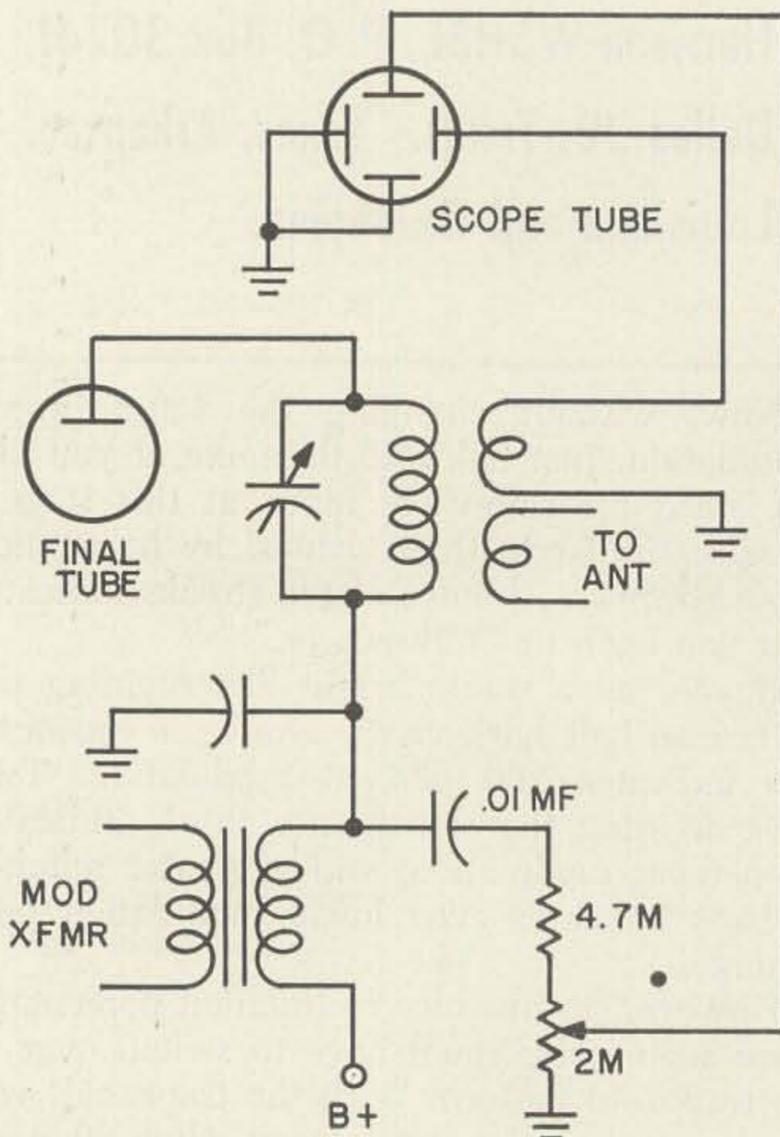 SCOPE TUBE
FINAL
TUBE
TO
ANT
.01 MF
MOD
XFMR
4.7M
2M
B+